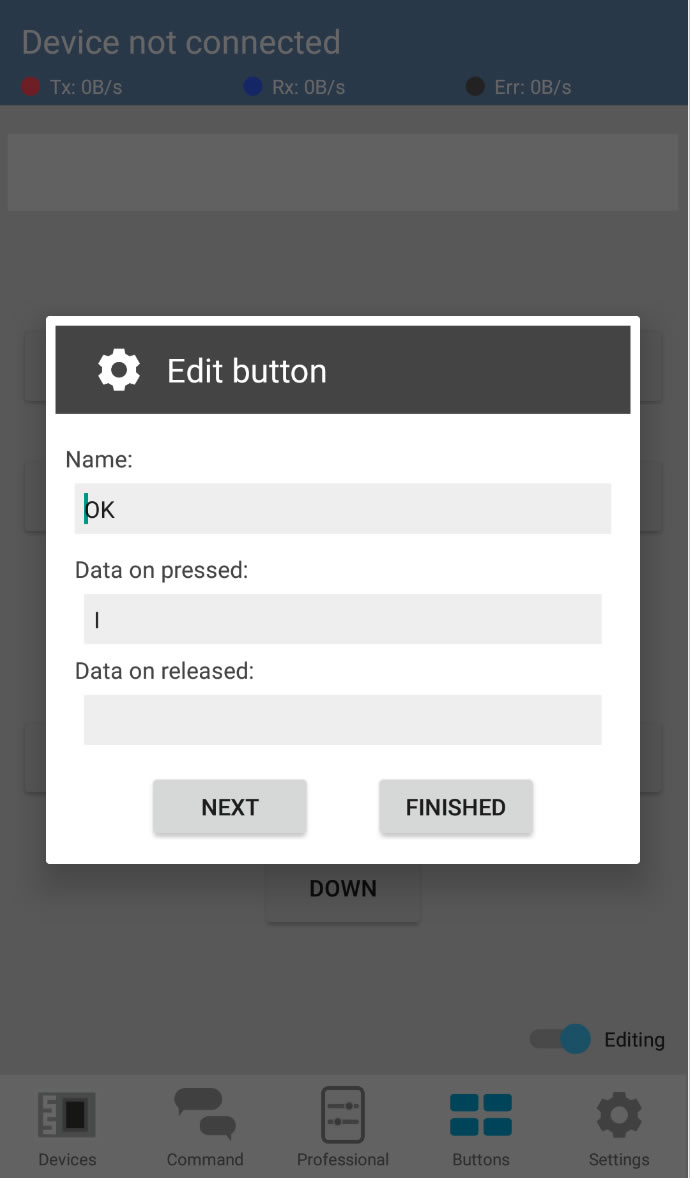 Device not connected
Tx: 0B/s Rx: 0B/s Err: 0B/s
Edit button
Name:
OK
Data on pressed:
I
Data on released:
NEXT FINISHED
DOWN
Editing
Devices Command Professional Buttons Settings